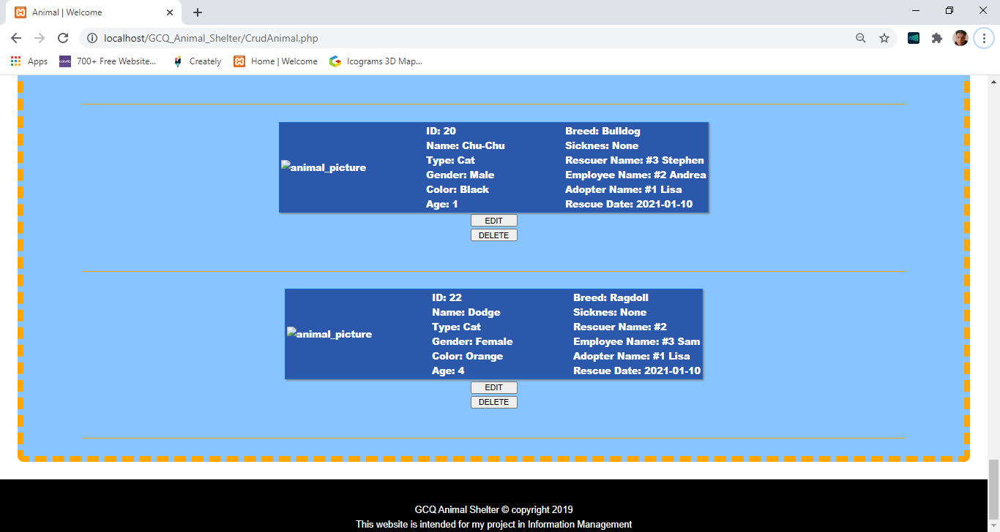 Animal | Welcome
localhost/GCQ_Animal_Shelter/CrudAnimal.php
Apps 700+ Free Website... Creately Home | Welcome Icograms 3D Map...
animal_picture
ID: 20
Name: Chu-Chu
Type: Cat
Gender: Male
Color: Black
Age: 1
Breed: Bulldog
Sicknes: None
Rescuer Name: #3 Stephen
Employee Name: #2 Andrea
Adopter Name: #1 Lisa
Rescue Date: 2021-01-10
EDIT
DELETE
animal_picture
ID: 22
Name: Dodge
Type: Cat
Gender: Female
Color: Orange
Age: 4
Breed: Ragdoll
Sicknes: None
Rescuer Name: #2
Employee Name: #3 Sam
Adopter Name: #1 Lisa
Rescue Date: 2021-01-10
EDIT
DELETE
GCQ Animal Shelter © copyright 2019
This website is intended for my project in Information Management